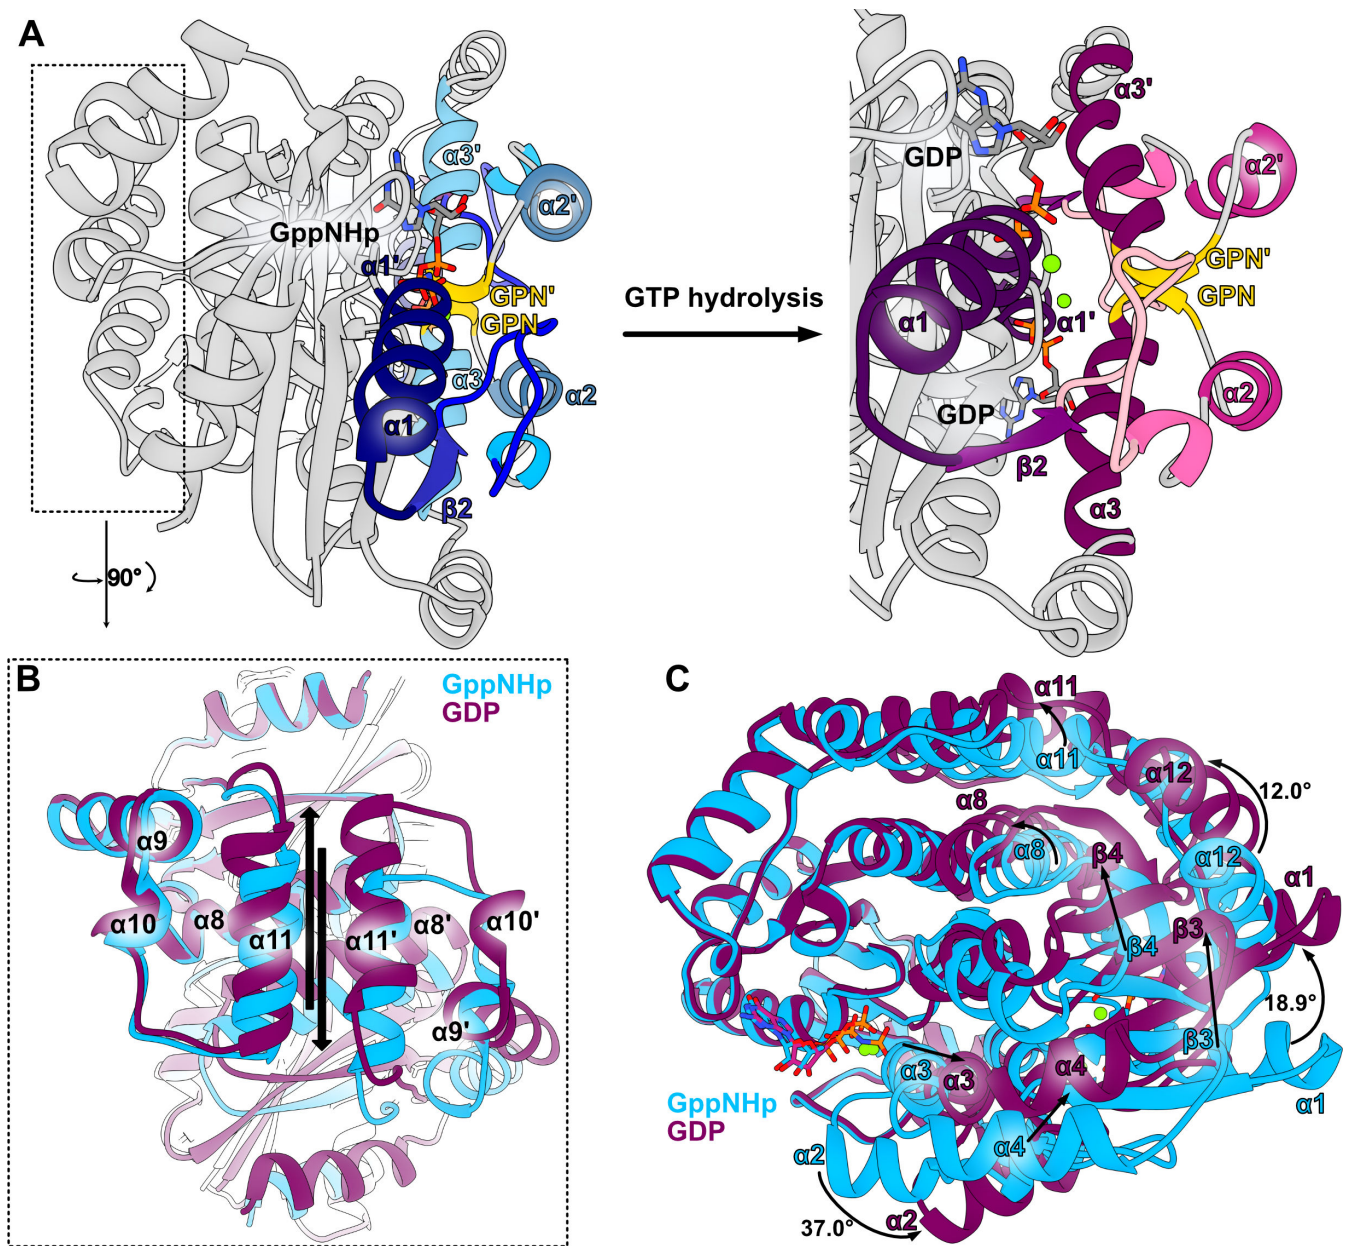 A
α3'
α2'
GppNHp
α1'
GPN'
GPN
α3
α2
α1
β2
90°
GTP hydrolysis
α3'
GDP
α2'
GPN'
GPN
α1
α1'
α2
GDP
β2
α3
B
GppNHp
GDP
α9
α10
α8
α11
α11'
α8'
α10'
α9'
C
α11
α11
α12
12.0°
α8
α8
β4
α12
α1
β4
β3
18.9°
β3
α3
α3
α4
α1
GppNHp
GDP
α2
α4
37.0°
α2